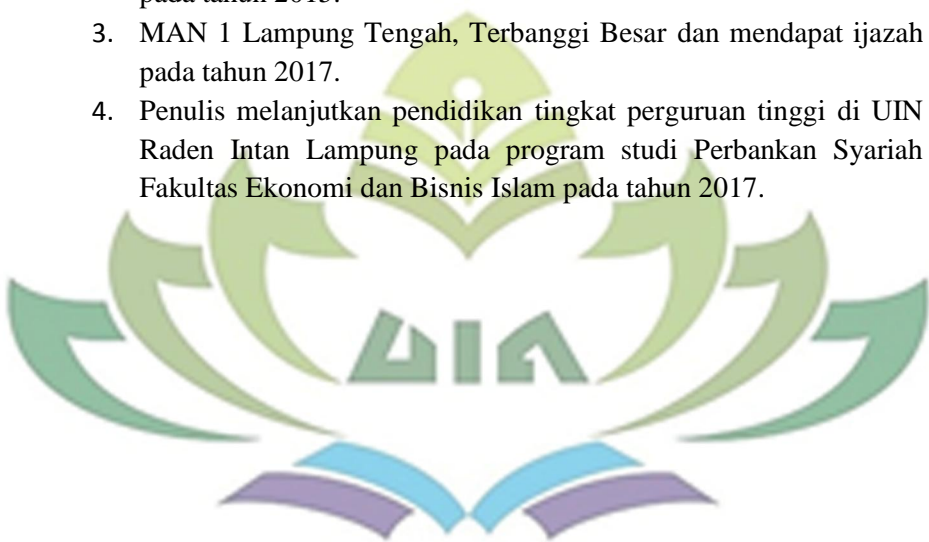 3. MAN 1 Lampung Tengah, Terbanggi Besar dan mendapat ijazah
pada tahun 2017.
4. Penulis melanjutkan pendidikan tingkat perguruan tinggi di UIN
Raden Intan Lampung pada program studi Perbankan Syariah
Fakultas Ekonomi dan Bisnis Islam pada tahun 2017.
UIN